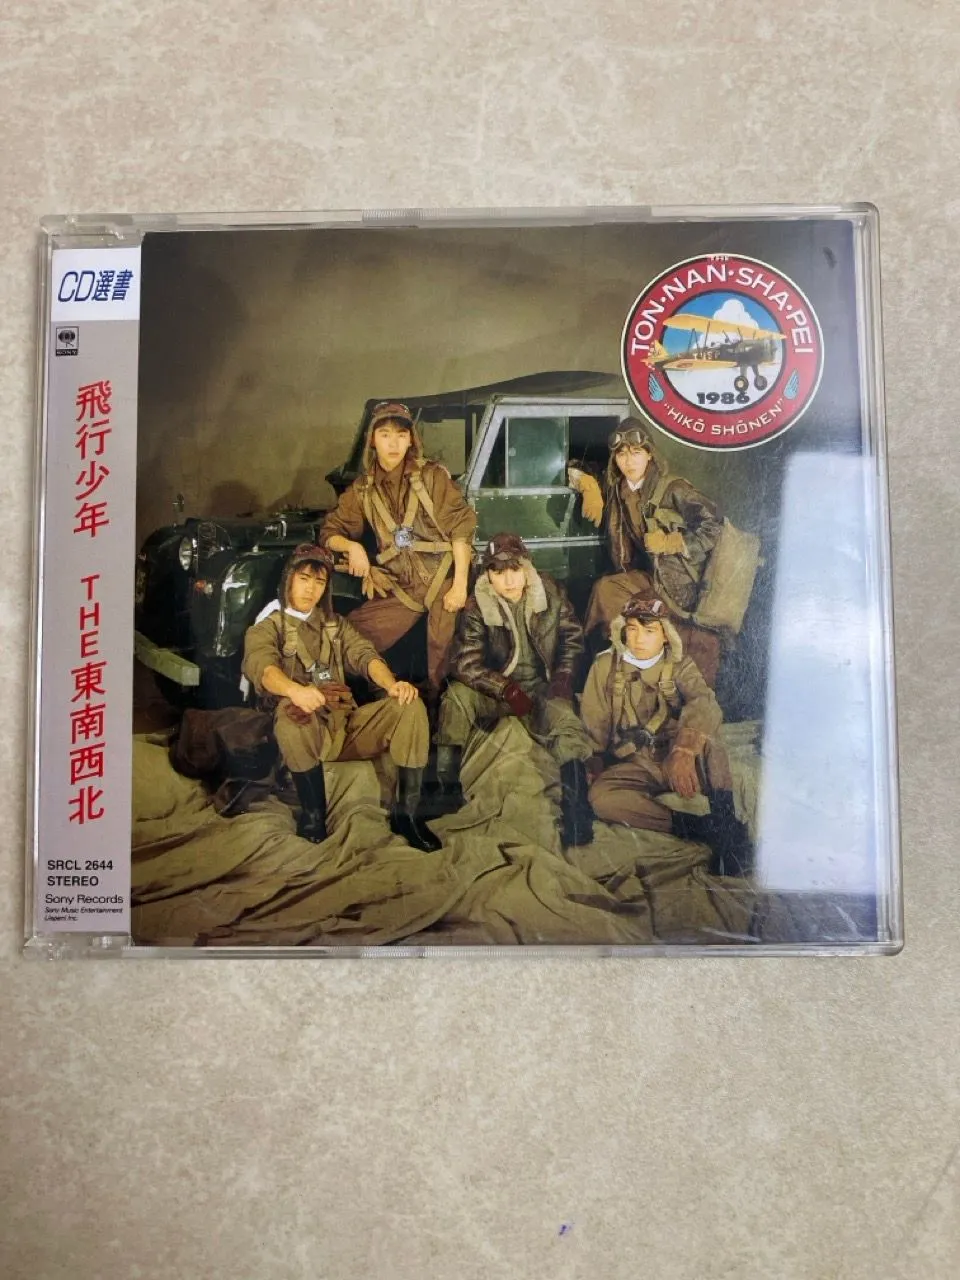 CD選書
SONY
飛行少年 THE東南西北
SRCL 2644
STEREO
Sony Records
Sony Music Entertainment
(Japan) Inc.
THE
TON·NAN·SHA·PEI
1986
"HIKŌ SHŌNEN"